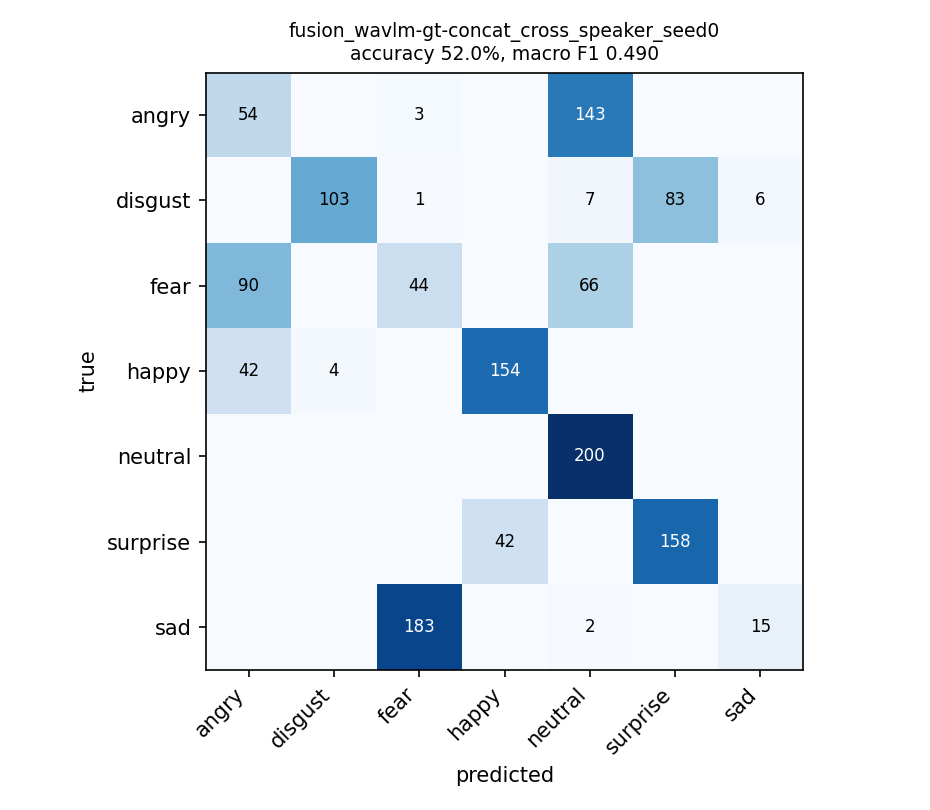 fusion_wavlm-gt-concat_cross_speaker_seed0
accuracy 52.0%, macro F1 0.490
angry 54 3 143
disgust 103 1 7 83 6
fear 90 44 66
happy 42 4 154
neutral 200
surprise 42 158
sad 183 2 15
true
angry disgust fear happy neutral surprise sad
predicted